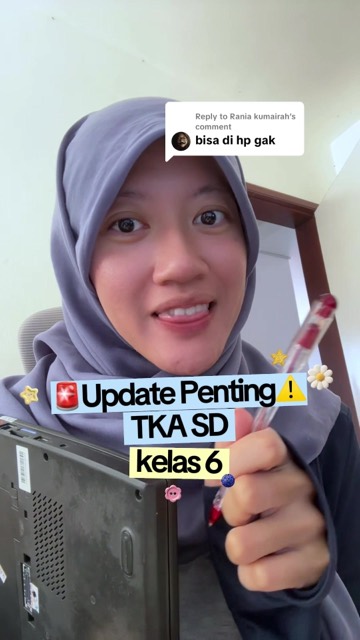 Reply to Rania kumairah's
comment
bisa di hp gak
🚨Update Penting⚠️
TKA SD
kelas 6